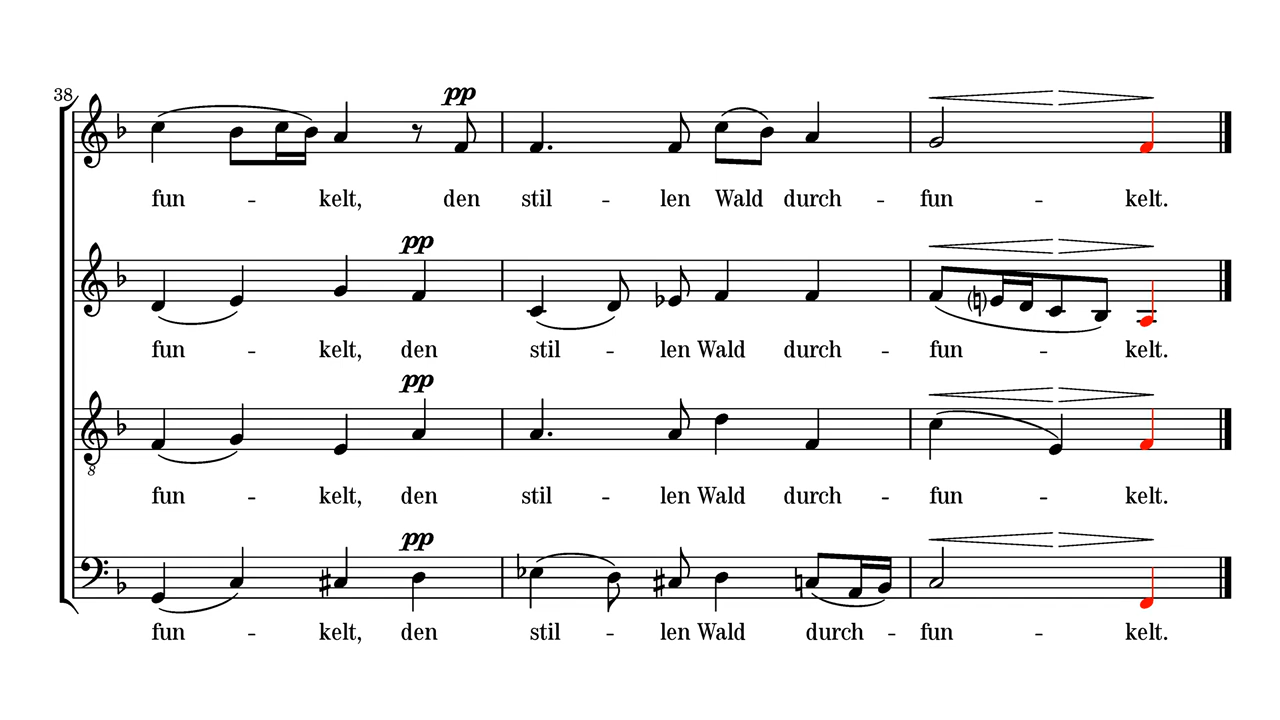 38
pp
fun - kelt, den stil - len Wald durch - fun - kelt.
pp
fun - kelt, den stil - len Wald durch - fun - kelt.
pp
8
fun - kelt, den stil - len Wald durch - fun - kelt.
pp
fun - kelt, den stil - len Wald durch - fun - kelt.